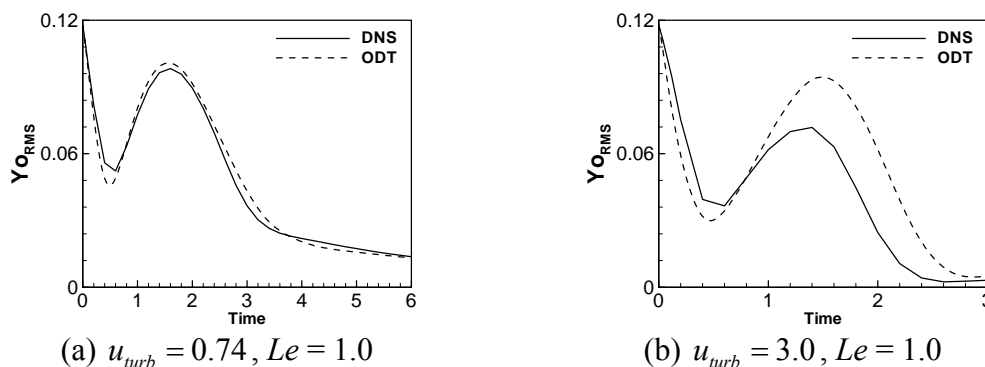 0.12
DNS
ODT
Yo_RMS
0.06
0
0 1 2 3 4 5 6
Time
(a) u_turb = 0.74, Le = 1.0
0.12
DNS
ODT
Yo_RMS
0.06
0
0 1 2 3
Time
(b) u_turb = 3.0, Le = 1.0